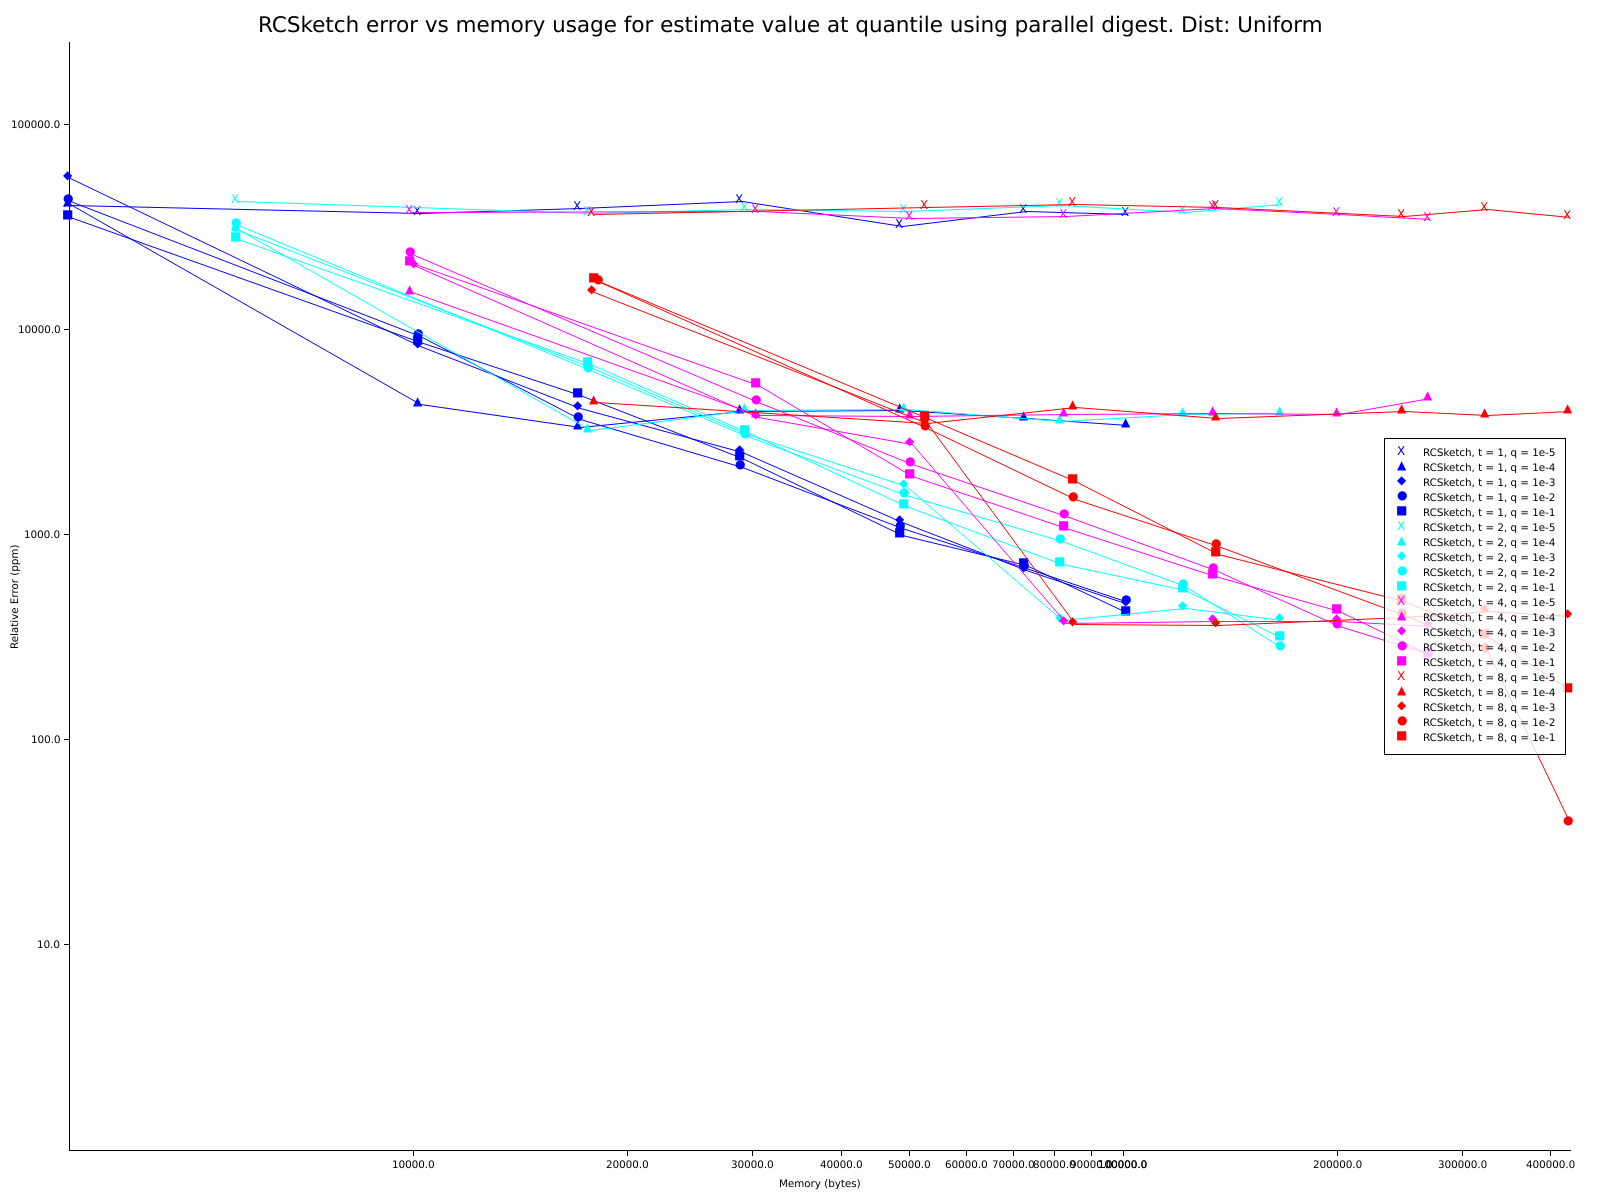 RCSketch error vs memory usage for estimate value at quantile using parallel digest. Dist: Uniform
100000.0
10000.0
1000.0
100.0
10.0
Relative Error (ppm)
RCSketch, t = 1, q = 1e-5
RCSketch, t = 1, q = 1e-4
RCSketch, t = 1, q = 1e-3
RCSketch, t = 1, q = 1e-2
RCSketch, t = 1, q = 1e-1
RCSketch, t = 2, q = 1e-5
RCSketch, t = 2, q = 1e-4
RCSketch, t = 2, q = 1e-3
RCSketch, t = 2, q = 1e-2
RCSketch, t = 2, q = 1e-1
RCSketch, t = 4, q = 1e-5
RCSketch, t = 4, q = 1e-4
RCSketch, t = 4, q = 1e-3
RCSketch, t = 4, q = 1e-2
RCSketch, t = 4, q = 1e-1
RCSketch, t = 8, q = 1e-5
RCSketch, t = 8, q = 1e-4
RCSketch, t = 8, q = 1e-3
RCSketch, t = 8, q = 1e-2
RCSketch, t = 8, q = 1e-1
10000.0 20000.0 30000.0 40000.0 50000.0 60000.0 70000.0 80000.0 90000.0 100000.0 200000.0 300000.0 400000.0
Memory (bytes)